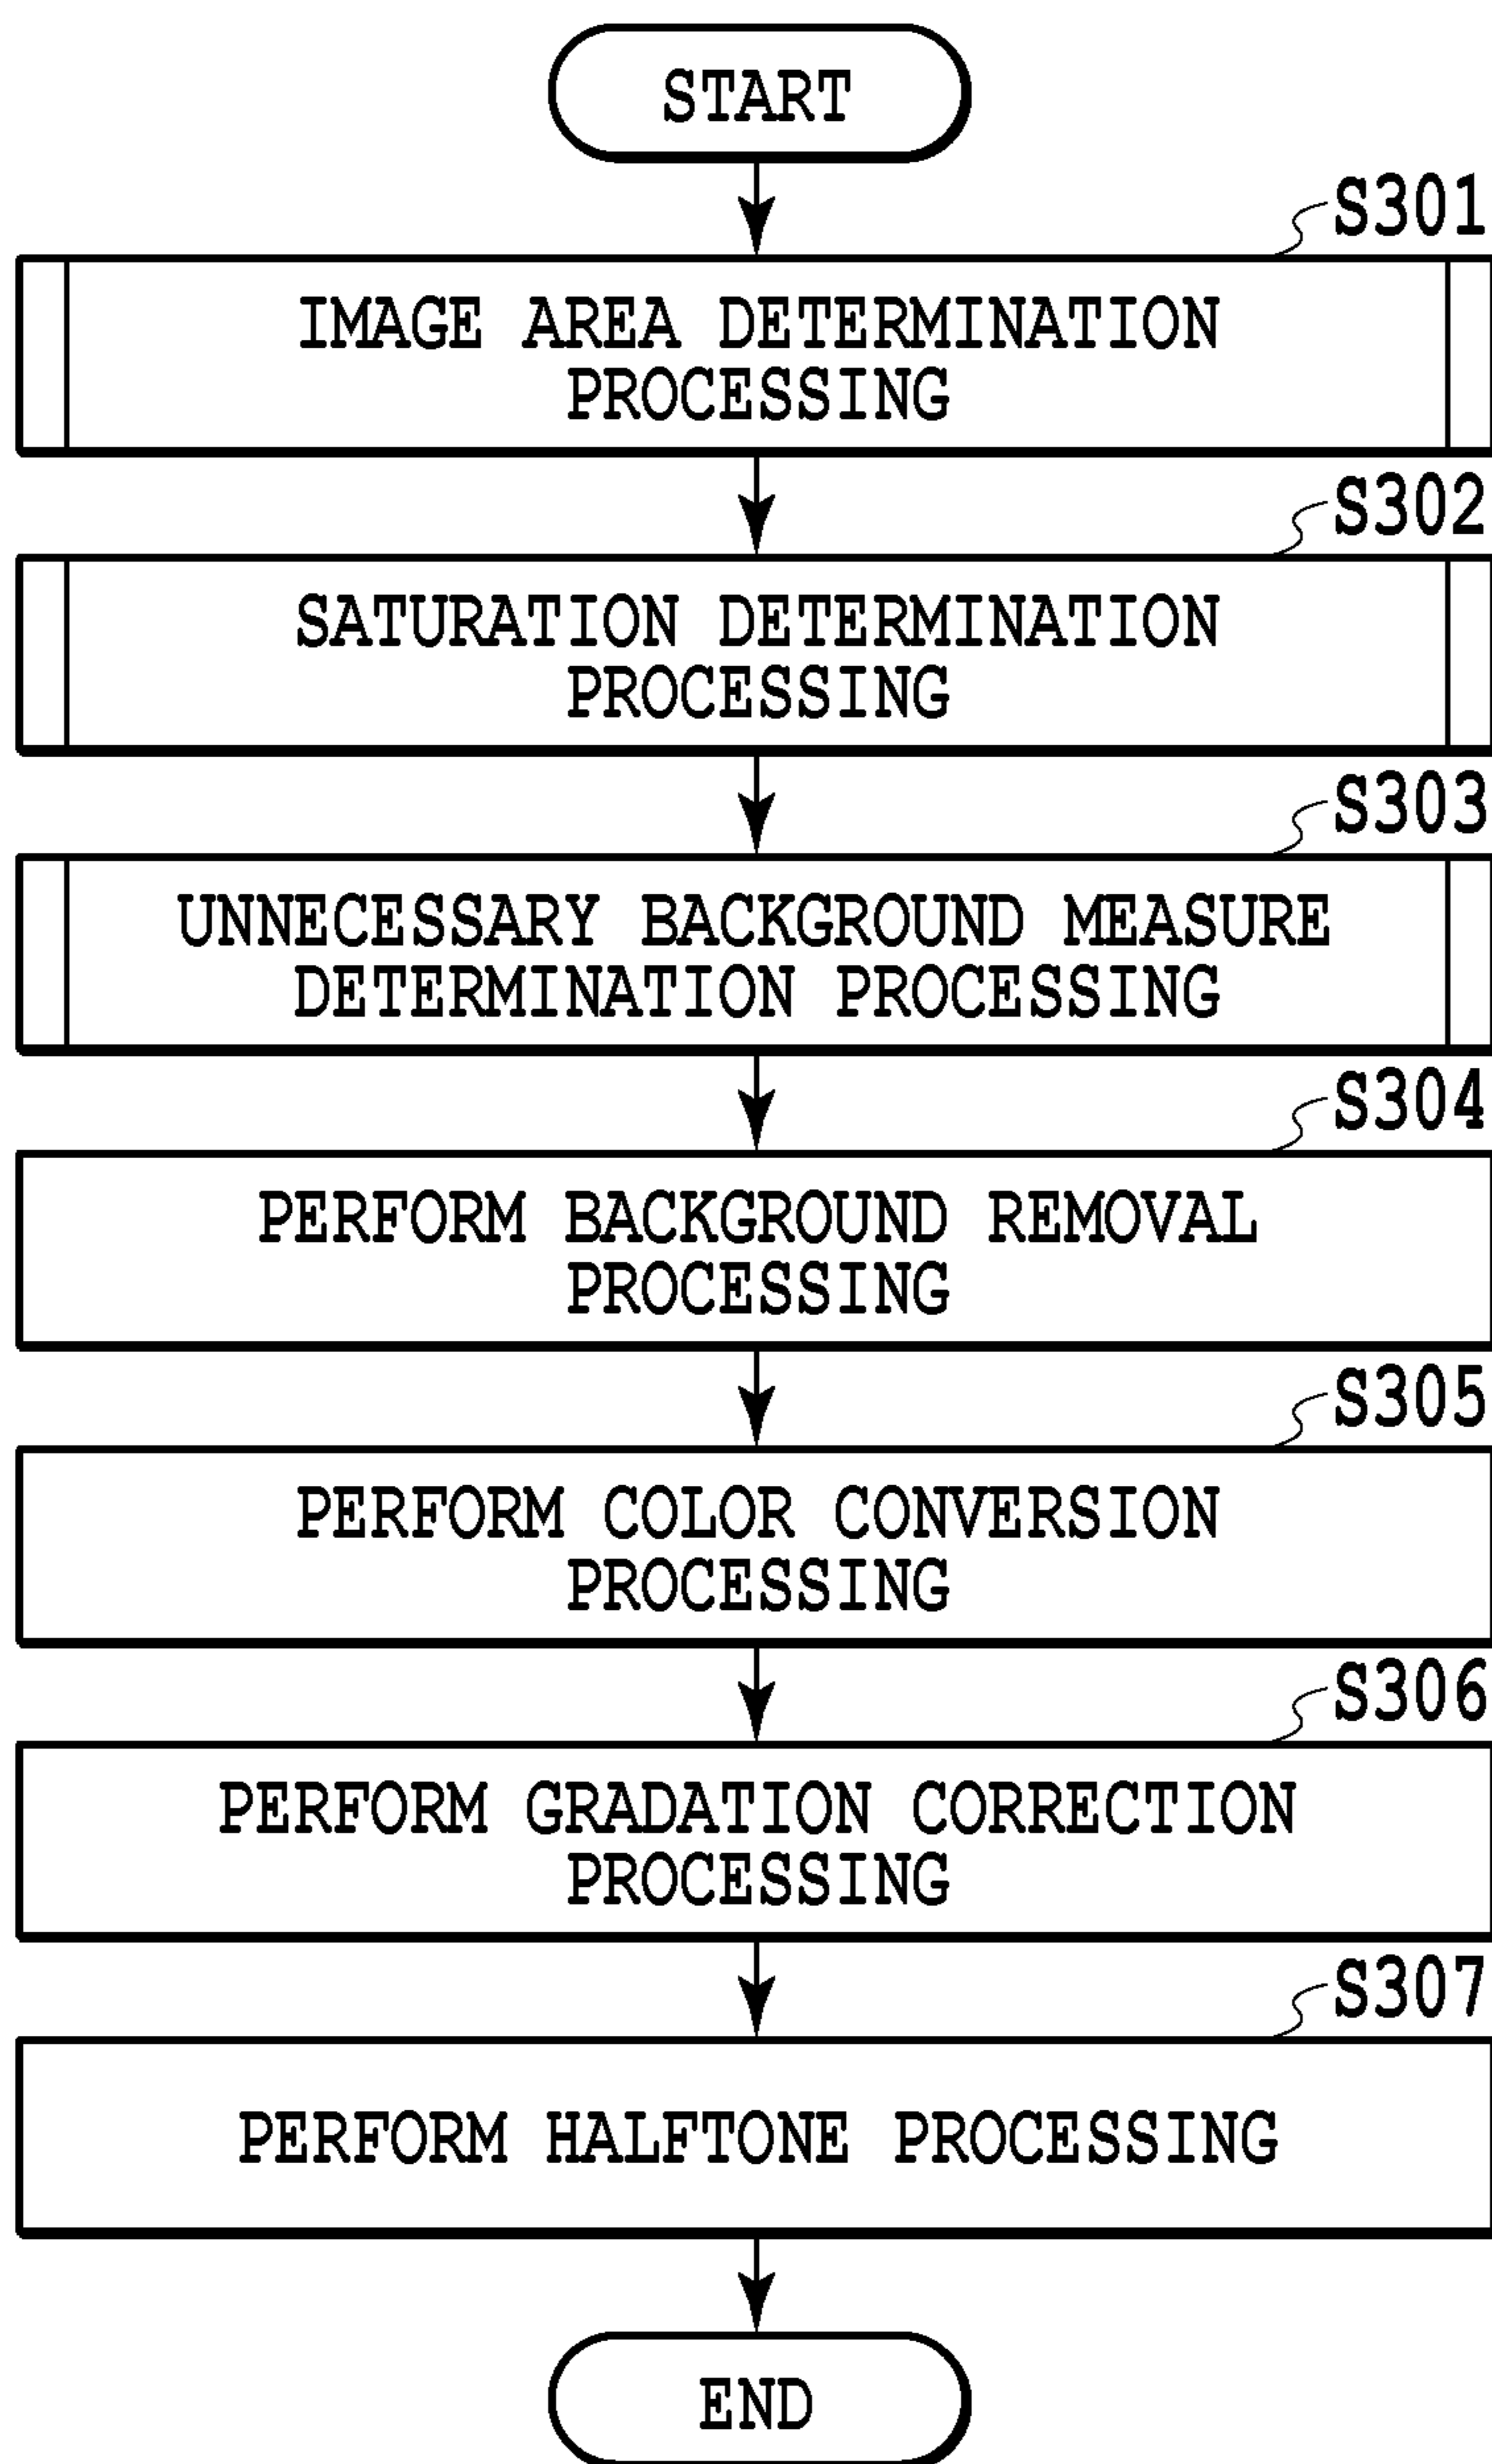 START
S301
IMAGE AREA DETERMINATION
PROCESSING
S302
SATURATION DETERMINATION
PROCESSING
S303
UNNECESSARY BACKGROUND MEASURE
DETERMINATION PROCESSING
S304
PERFORM BACKGROUND REMOVAL
PROCESSING
S305
PERFORM COLOR CONVERSION
PROCESSING
S306
PERFORM GRADATION CORRECTION
PROCESSING
S307
PERFORM HALFTONE PROCESSING
END